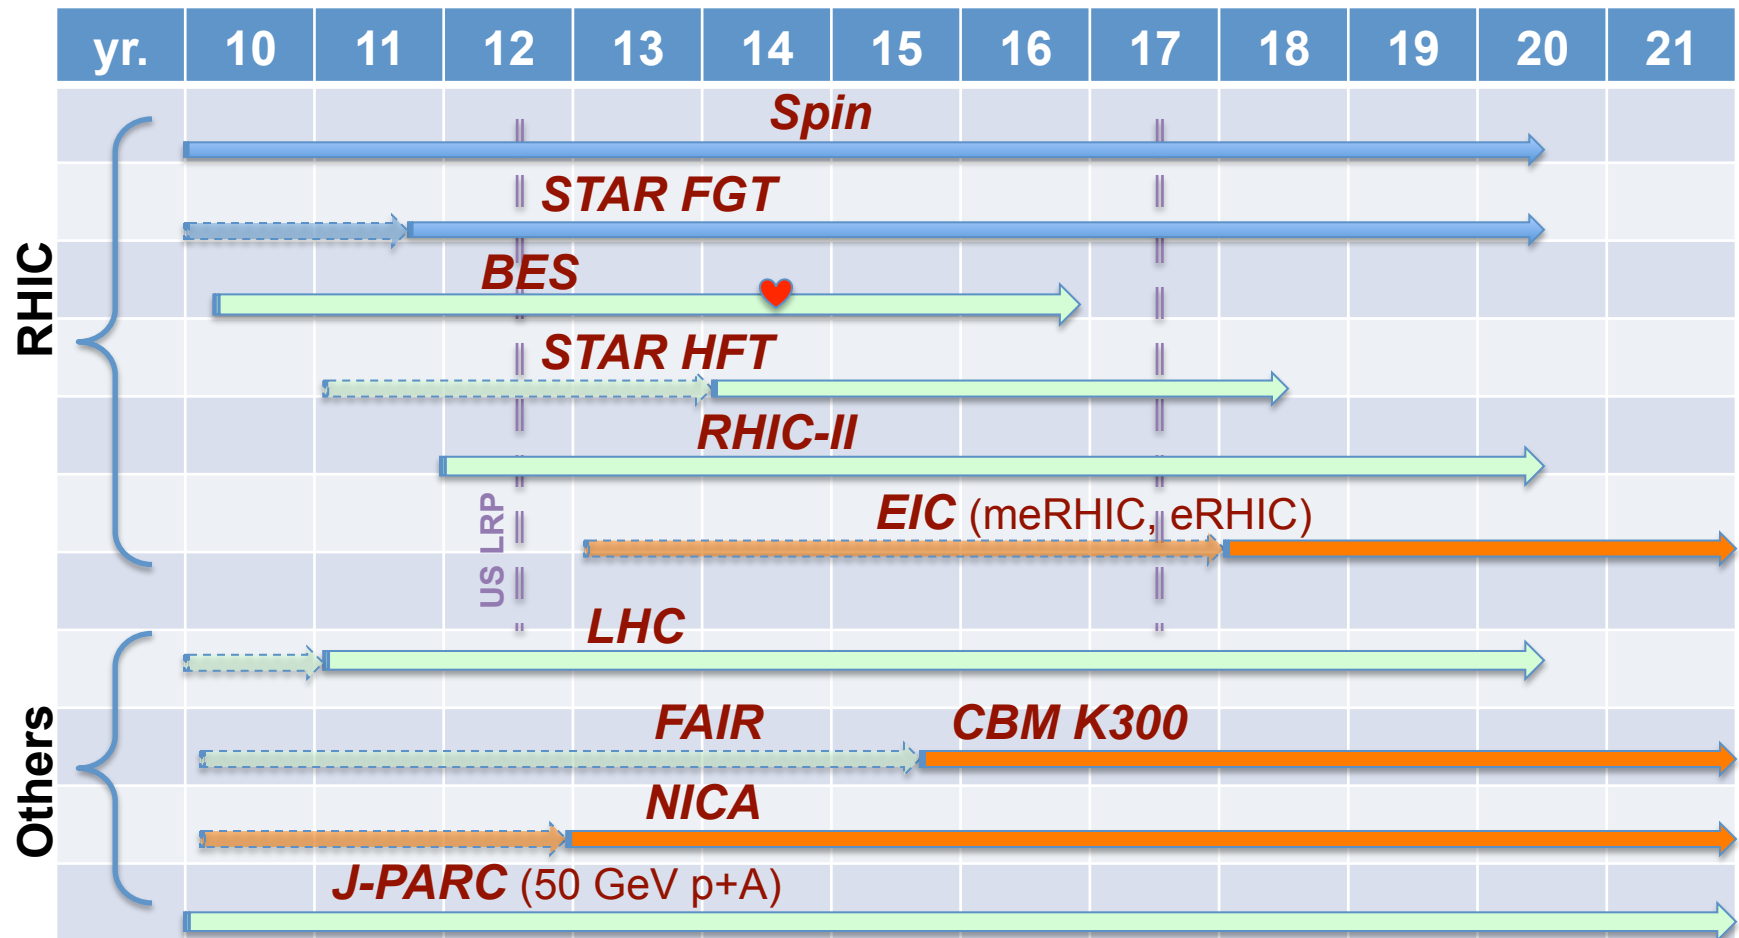 yr. 10 11 12 13 14 15 16 17 18 19 20 21
RHIC
Spin
STAR FGT
BES
STAR HFT
RHIC-II
US LRP
EIC (meRHIC, eRHIC)
Others
LHC
FAIR CBM K300
NICA
J-PARC (50 GeV p+A)